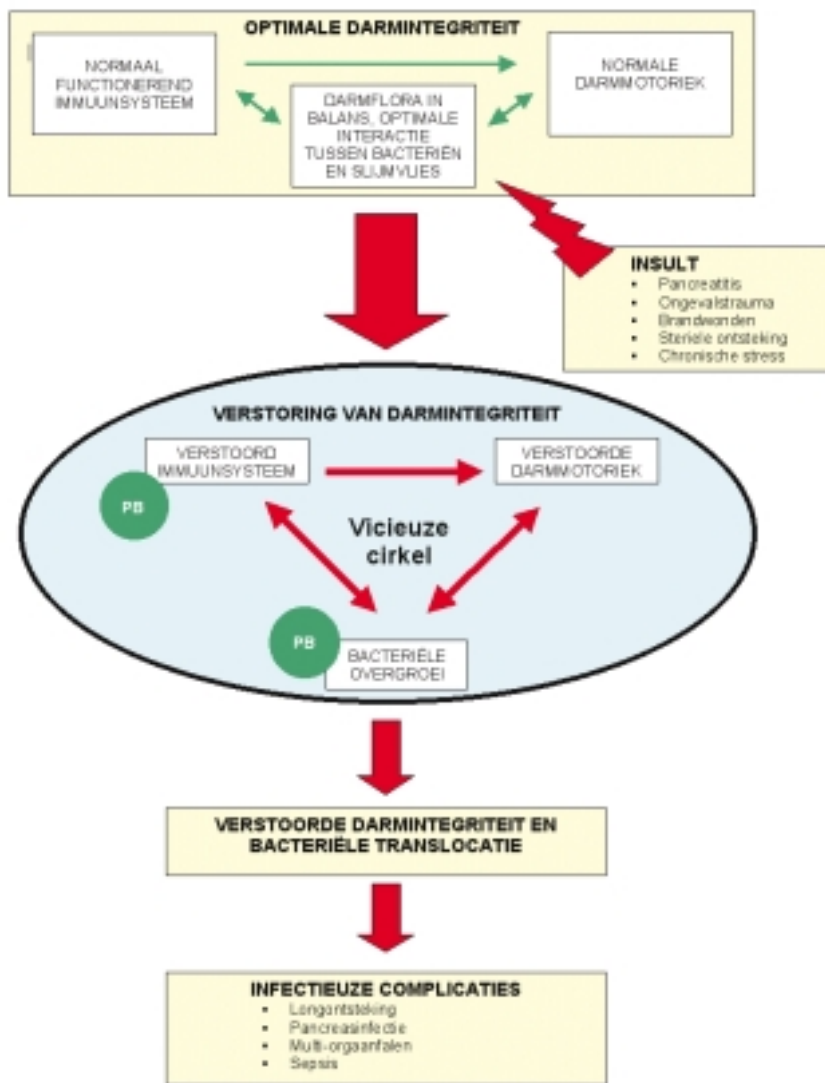 OPTIMALE DARMINTEGRITEIT
NORMAAL
FUNCTIONEREND
IMMUUNSYSTEEM
NORMALE
DARMMOTORIEK
DARMFLORA IN
BALANS, OPTIMALE
INTERACTIE
TUSSEN BACTERIËN
EN SLIJMVLIES
INSULT
▪ Pancreatitis
▪ Ongevalstrauma
▪ Brandwonden
▪ Steriele ontsteking
▪ Chronische stress
VERSTORING VAN DARMINTEGRITEIT
VERSTOORD
IMMUUNSYSTEEM
VERSTOORDE
DARMMOTORIEK
PB
Vicieuze
cirkel
PB
BACTERIËLE
OVERGROEI
VERSTOORDE DARMINTEGRITEIT EN
BACTERIËLE TRANSLOCATIE
INFECTIEUZE COMPLICATIES
▪ Longontsteking
▪ Pancreasinfectie
▪ Multi-orgaanfalen
▪ Sepsis